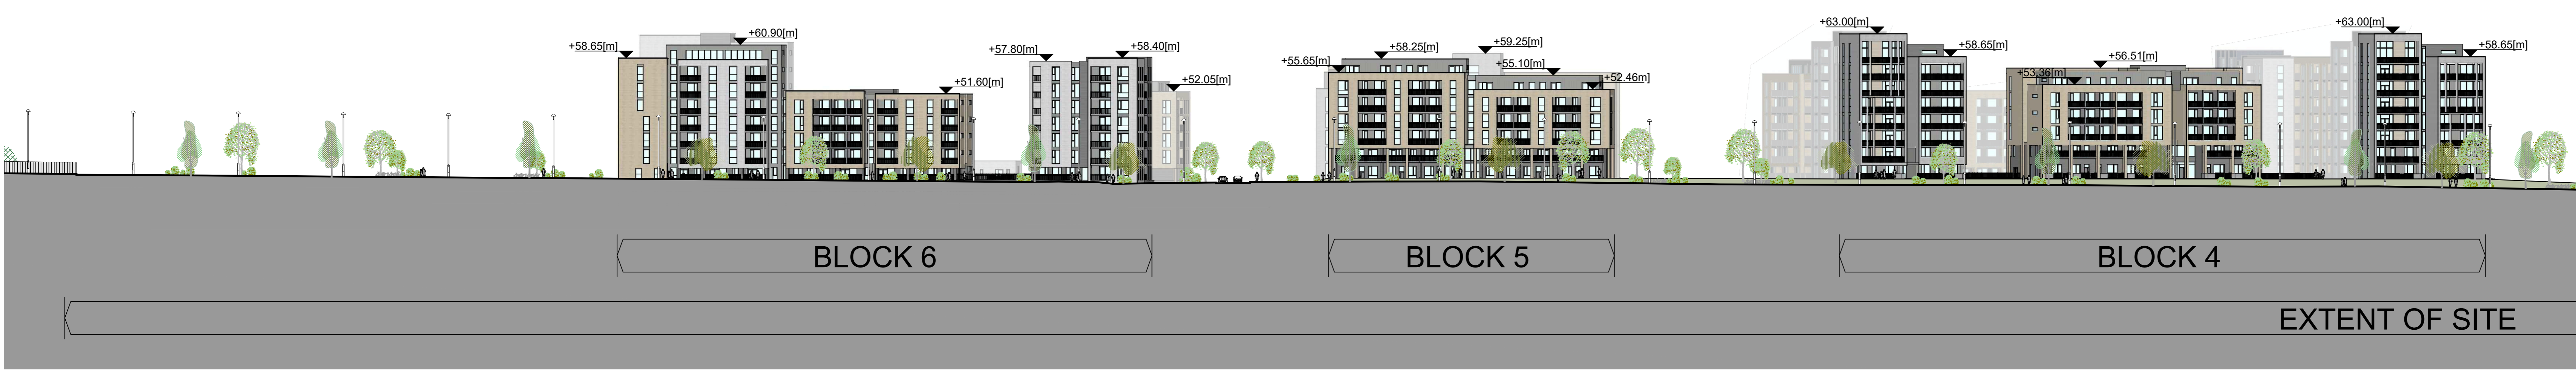 +58.65[m]
+60.90[m]
+51.60[m]
+57.80[m]
+58.40[m]
+52.05[m]
+55.65[m]
+58.25[m]
+59.25[m]
+55.10[m]
+52.46[m]
+63.00[m]
+58.65[m]
+53.36[m]
+56.51[m]
+63.00[m]
+58.65[m]
BLOCK 6
BLOCK 5
BLOCK 4
EXTENT OF SITE